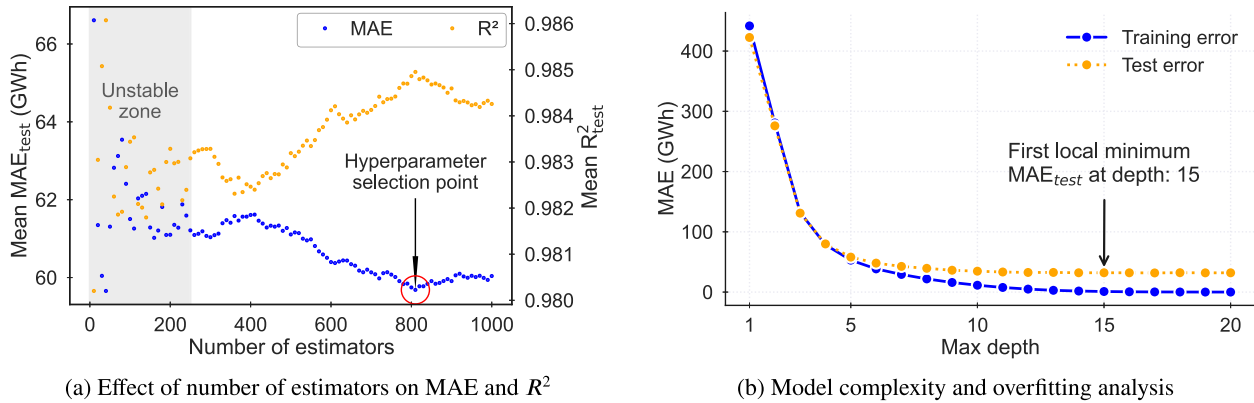 66
64
62
60
Mean MAE_test (GWh)
MAE
R²
Unstable
zone
Hyperparameter
selection point
0.986
0.985
0.984
0.983
0.982
0.981
0.980
Mean R²_test
0
200
400
600
800
1000
Number of estimators
(a) Effect of number of estimators on MAE and R²
400
300
200
100
0
MAE (GWh)
Training error
Test error
First local minimum
MAE_test at depth: 15
1
5
10
15
20
Max depth
(b) Model complexity and overfitting analysis